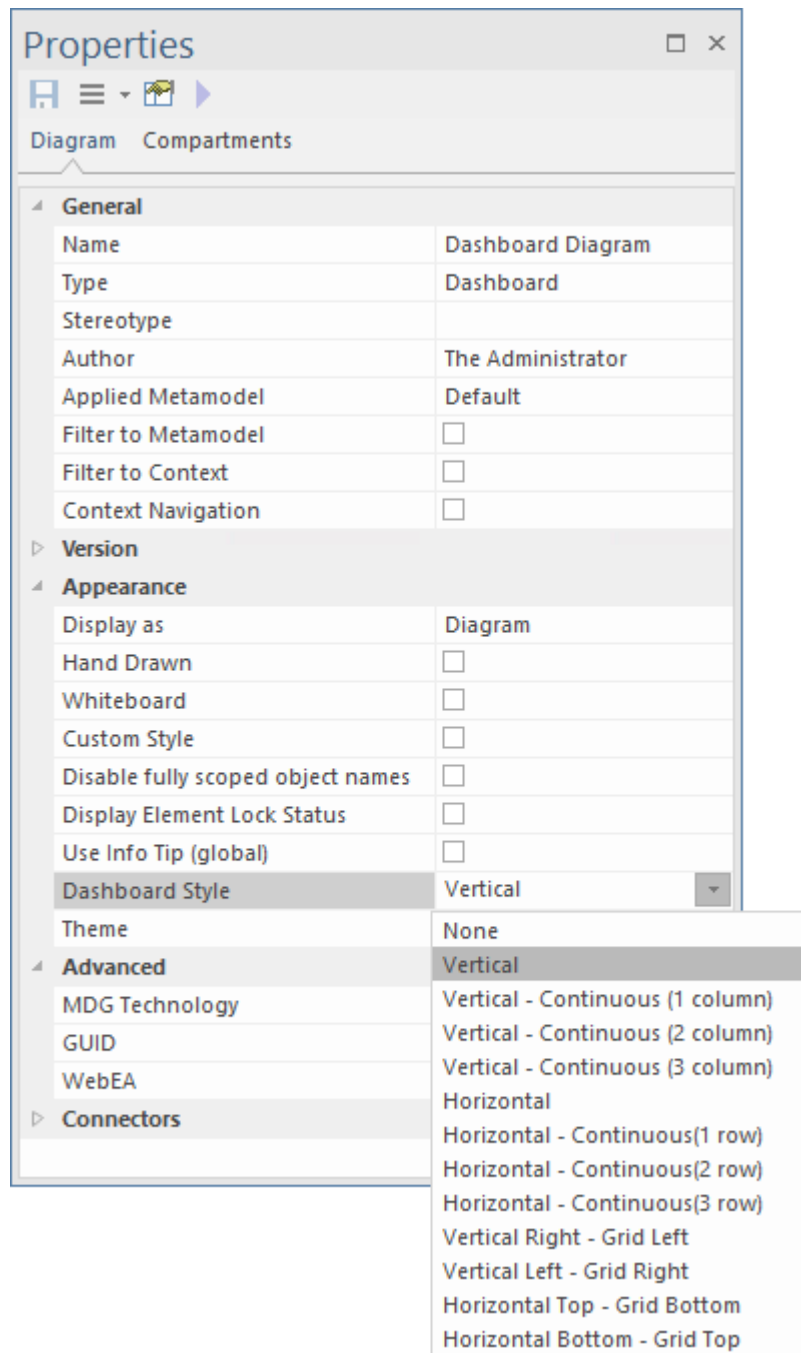 Properties
Diagram Compartments
General
Name Dashboard Diagram
Type Dashboard
Stereotype
Author The Administrator
Applied Metamodel Default
Filter to Metamodel
Filter to Context
Context Navigation
Version
Appearance
Display as Diagram
Hand Drawn
Whiteboard
Custom Style
Disable fully scoped object names
Display Element Lock Status
Use Info Tip (global)
Dashboard Style Vertical
Theme
Advanced
MDG Technology
GUID
WebEA
Connectors
None
Vertical
Vertical - Continuous (1 column)
Vertical - Continuous (2 column)
Vertical - Continuous (3 column)
Horizontal
Horizontal - Continuous(1 row)
Horizontal - Continuous(2 row)
Horizontal - Continuous(3 row)
Vertical Right - Grid Left
Vertical Left - Grid Right
Horizontal Top - Grid Bottom
Horizontal Bottom - Grid Top